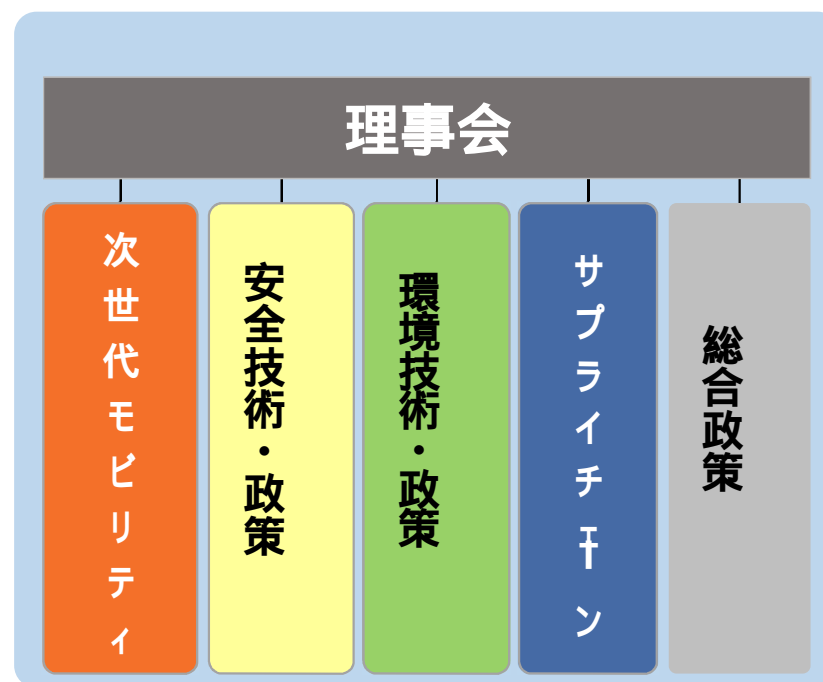 理事会
次世代モビリティ
安全技術・政策
環境技術・政策
サプライチェーン
総合政策